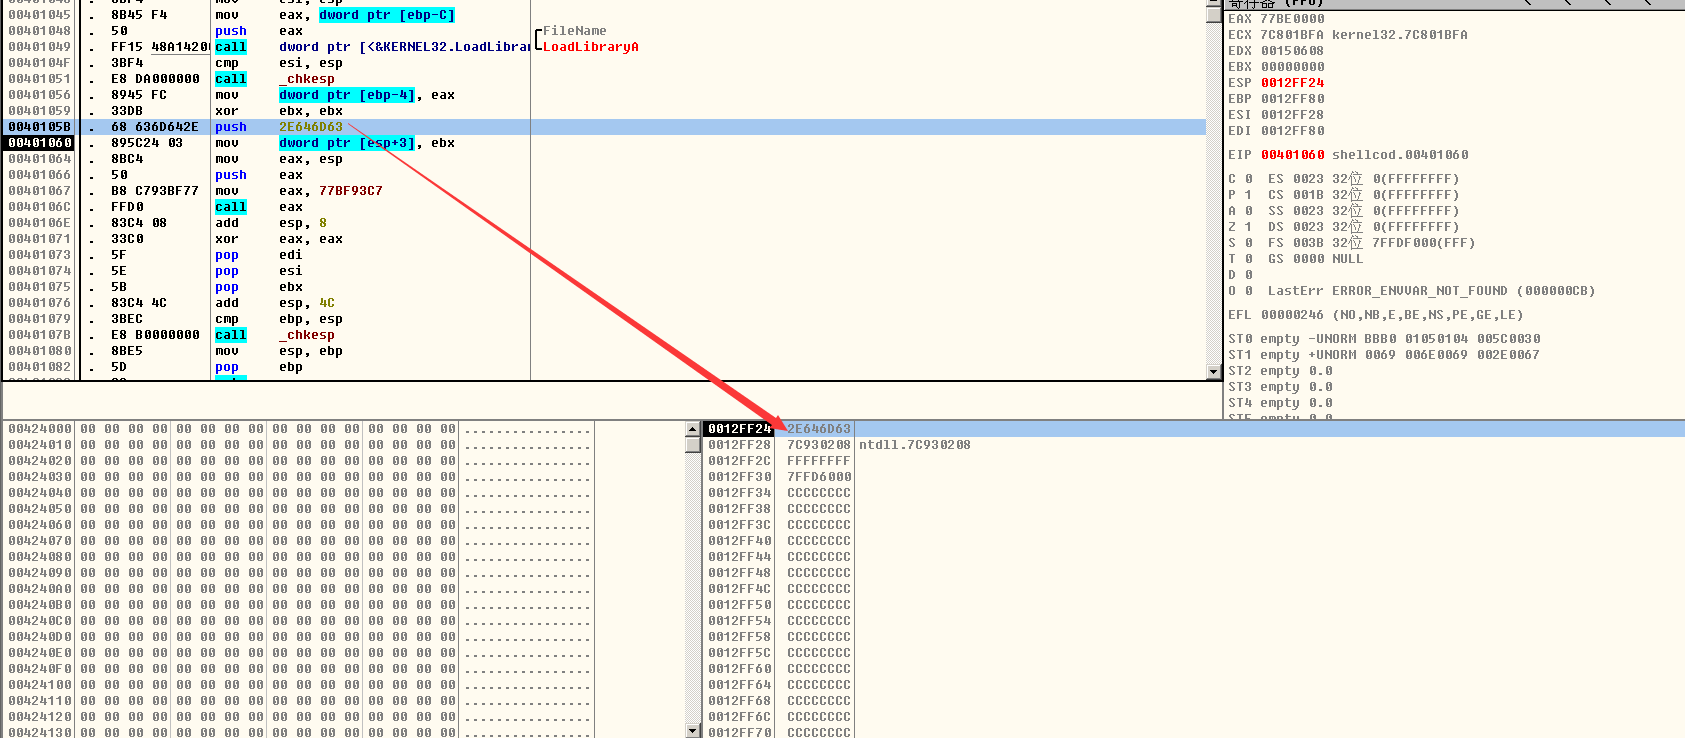 00401045 . 8B45 F4 mov eax, dword ptr [ebp-C]
00401048 . 50 push eax FileName
00401049 . FF15 48A14200 call dword ptr [<&KERNEL32.LoadLibrar LoadLibraryA
0040104F . 3BF4 cmp esi, esp
00401051 . E8 DA000000 call _chkesp
00401056 . 8945 FC mov dword ptr [ebp-4], eax
00401059 . 33DB xor ebx, ebx
0040105B . 68 636D642E push 2E646D63
00401060 . 895C24 03 mov dword ptr [esp+3], ebx
00401064 . 8BC4 mov eax, esp
00401066 . 50 push eax
00401067 . B8 C793BF77 mov eax, 77BF93C7
0040106C . FFD0 call eax
0040106E . 83C4 08 add esp, 8
00401071 . 33C0 xor eax, eax
00401073 . 5F pop edi
00401074 . 5E pop esi
00401075 . 5B pop ebx
00401076 . 83C4 4C add esp, 4C
00401079 . 3BEC cmp ebp, esp
0040107B . E8 B0000000 call _chkesp
00401080 . 8BE5 mov esp, ebp
00401082 . 5D pop ebp
寄存器 (FPU)
EAX 77BE0000
ECX 7C801BFA kernel32.7C801BFA
EDX 00150608
EBX 00000000
ESP 0012FF24
EBP 0012FF80
ESI 0012FF28
EDI 0012FF80
EIP 00401060 shellcod.00401060
C 0 ES 0023 32位 0(FFFFFFFF)
P 1 CS 001B 32位 0(FFFFFFFF)
A 0 SS 0023 32位 0(FFFFFFFF)
Z 1 DS 0023 32位 0(FFFFFFFF)
S 0 FS 003B 32位 7FFDF000(FFF)
T 0 GS 0000 NULL
D 0
O 0 LastErr ERROR_ENVVAR_NOT_FOUND (000000CB)
EFL 00000246 (NO,NB,E,BE,NS,PE,GE,LE)
ST0 empty -UNORM BBB0 01050104 005C0030
ST1 empty +UNORM 0069 006E0069 002E0067
ST2 empty 0.0
ST3 empty 0.0
ST4 empty 0.0
ST5 empty 0.0
00424000 00 00 00 00 00 00 00 00 00 00 00 00 00 00 00 00 ................
00424010 00 00 00 00 00 00 00 00 00 00 00 00 00 00 00 00 ................
00424020 00 00 00 00 00 00 00 00 00 00 00 00 00 00 00 00 ................
00424030 00 00 00 00 00 00 00 00 00 00 00 00 00 00 00 00 ................
00424040 00 00 00 00 00 00 00 00 00 00 00 00 00 00 00 00 ................
00424050 00 00 00 00 00 00 00 00 00 00 00 00 00 00 00 00 ................
00424060 00 00 00 00 00 00 00 00 00 00 00 00 00 00 00 00 ................
00424070 00 00 00 00 00 00 00 00 00 00 00 00 00 00 00 00 ................
00424080 00 00 00 00 00 00 00 00 00 00 00 00 00 00 00 00 ................
00424090 00 00 00 00 00 00 00 00 00 00 00 00 00 00 00 00 ................
004240A0 00 00 00 00 00 00 00 00 00 00 00 00 00 00 00 00 ................
004240B0 00 00 00 00 00 00 00 00 00 00 00 00 00 00 00 00 ................
004240C0 00 00 00 00 00 00 00 00 00 00 00 00 00 00 00 00 ................
004240D0 00 00 00 00 00 00 00 00 00 00 00 00 00 00 00 00 ................
004240E0 00 00 00 00 00 00 00 00 00 00 00 00 00 00 00 00 ................
004240F0 00 00 00 00 00 00 00 00 00 00 00 00 00 00 00 00 ................
00424100 00 00 00 00 00 00 00 00 00 00 00 00 00 00 00 00 ................
00424110 00 00 00 00 00 00 00 00 00 00 00 00 00 00 00 00 ................
00424120 00 00 00 00 00 00 00 00 00 00 00 00 00 00 00 00 ................
00424130 00 00 00 00 00 00 00 00 00 00 00 00 00 00 00 00 ................
0012FF24 2E646D63
0012FF28 7C930208 ntdll.7C930208
0012FF2C FFFFFFFF
0012FF30 7FFD6000
0012FF34 CCCCCCCC
0012FF38 CCCCCCCC
0012FF3C CCCCCCCC
0012FF40 CCCCCCCC
0012FF44 CCCCCCCC
0012FF48 CCCCCCCC
0012FF4C CCCCCCCC
0012FF50 CCCCCCCC
0012FF54 CCCCCCCC
0012FF58 CCCCCCCC
0012FF5C CCCCCCCC
0012FF60 CCCCCCCC
0012FF64 CCCCCCCC
0012FF68 CCCCCCCC
0012FF6C CCCCCCCC
0012FF70 CCCCCCCC